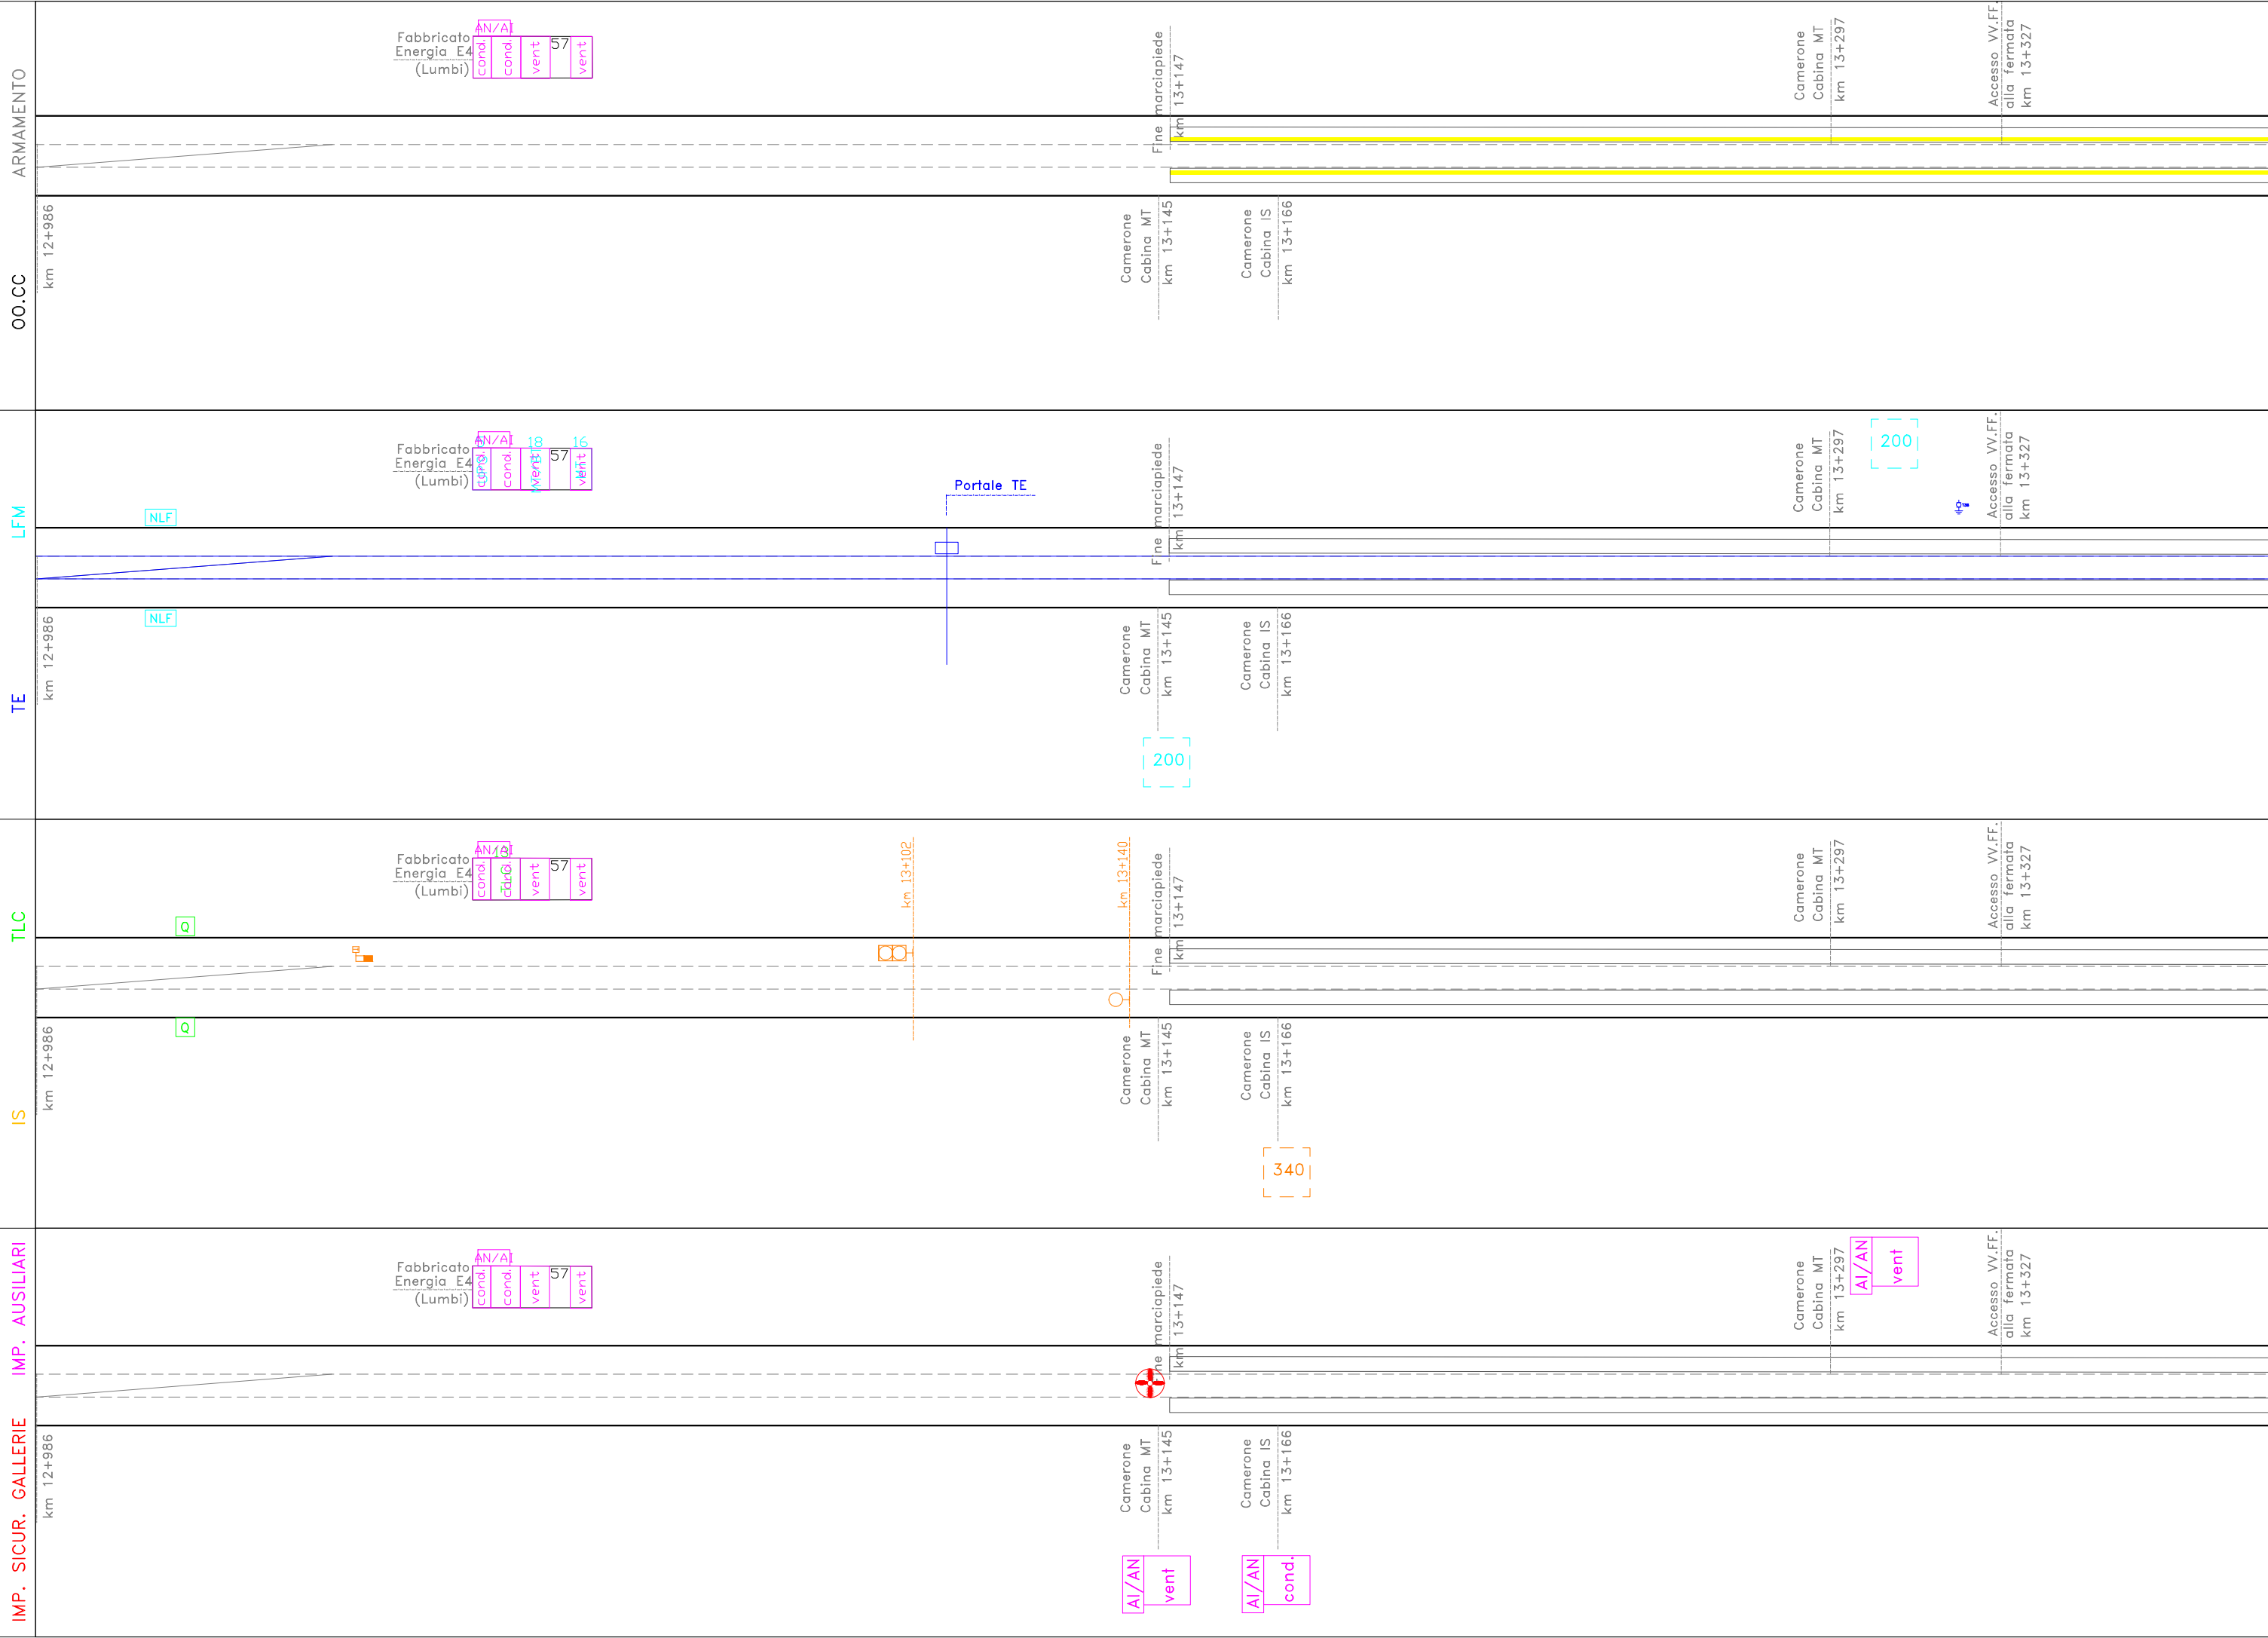 ARMAMENTO
OO.CC
AN/AI
Fabbricato
Energia E4
(Lumbi)
cond.
cond.
vent
57
vent
Fine marciapiede
km 13+147
Camerone
Cabina MT
km 13+297
Accesso VV.FF.
alla fermata
km 13+327
km 12+986
Camerone
Cabina MT
km 13+145
Camerone
Cabina IS
km 13+166
LFM
TE
AN/AI
Fabbricato
Energia E4
(Lumbi)
cond.
cond.
18
vent
57
16
vent
NLF
Portale TE
Fine marciapiede
km 13+147
Camerone
Cabina MT
km 13+297
200
Accesso VV.FF.
alla fermata
km 13+327
NLF
km 12+986
Camerone
Cabina MT
km 13+145
Camerone
Cabina IS
km 13+166
200
TLC
IS
AN/AI
Fabbricato
Energia E4
(Lumbi)
cond.
cond.
vent
57
vent
Q
km 13+102
km 13+140
Fine marciapiede
km 13+147
Camerone
Cabina MT
km 13+297
Accesso VV.FF.
alla fermata
km 13+327
Q
km 12+986
Camerone
Cabina MT
km 13+145
Camerone
Cabina IS
km 13+166
340
IMP. AUSILIARI
IMP. SICUR. GALLERIE
AN/AI
Fabbricato
Energia E4
(Lumbi)
cond.
cond.
vent
57
vent
Fine marciapiede
km 13+147
Camerone
Cabina MT
km 13+297
AI/AN
vent
Accesso VV.FF.
alla fermata
km 13+327
km 12+986
Camerone
Cabina MT
km 13+145
Camerone
Cabina IS
km 13+166
AI/AN
vent
AI/AN
cond.